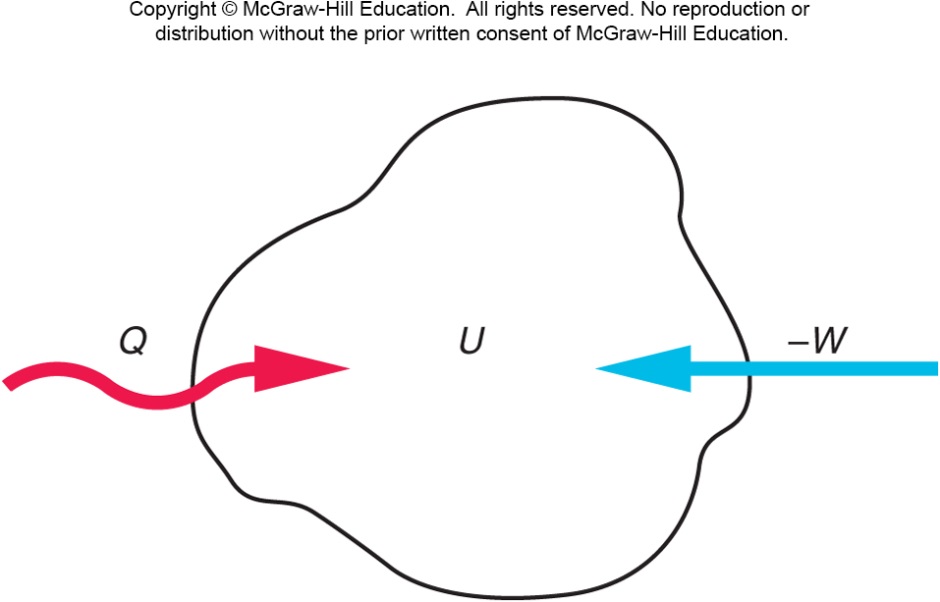 Copyright © McGraw-Hill Education.  All rights reserved. No reproduction or
distribution without the prior written consent of McGraw-Hill Education.
Q
U
–W